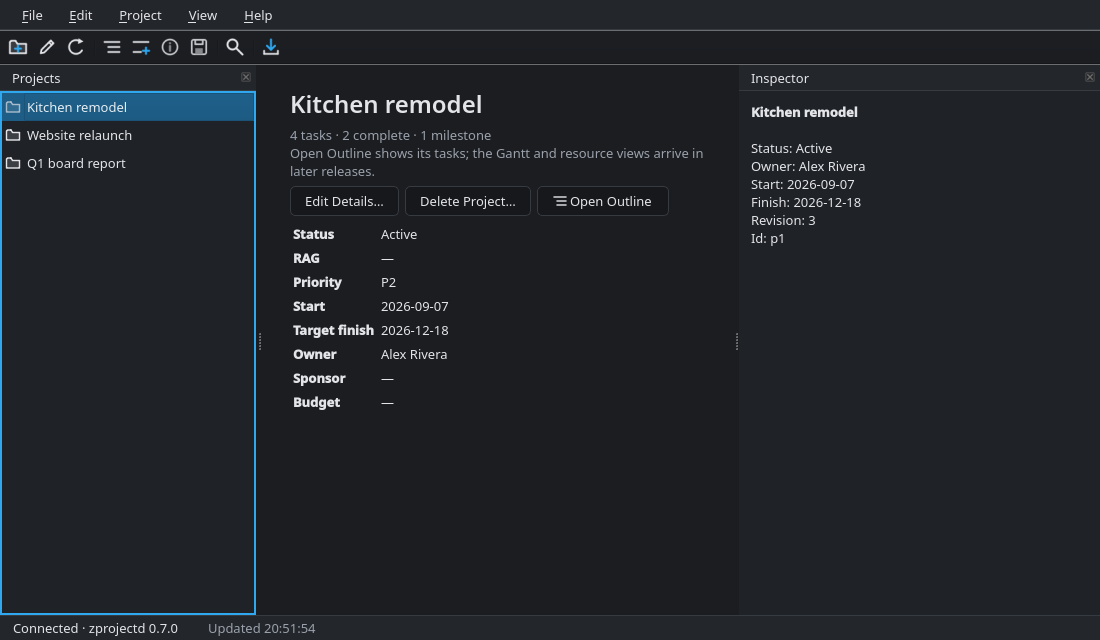 File Edit Project View Help
Projects
Kitchen remodel
Website relaunch
Q1 board report
Kitchen remodel
4 tasks · 2 complete · 1 milestone
Open Outline shows its tasks; the Gantt and resource views arrive in
later releases.
Edit Details... Delete Project... Open Outline
Status Active
RAG —
Priority P2
Start 2026-09-07
Target finish 2026-12-18
Owner Alex Rivera
Sponsor —
Budget —
Inspector
Kitchen remodel
Status: Active
Owner: Alex Rivera
Start: 2026-09-07
Finish: 2026-12-18
Revision: 3
Id: p1
Connected · zprojectd 0.7.0 Updated 20:51:54